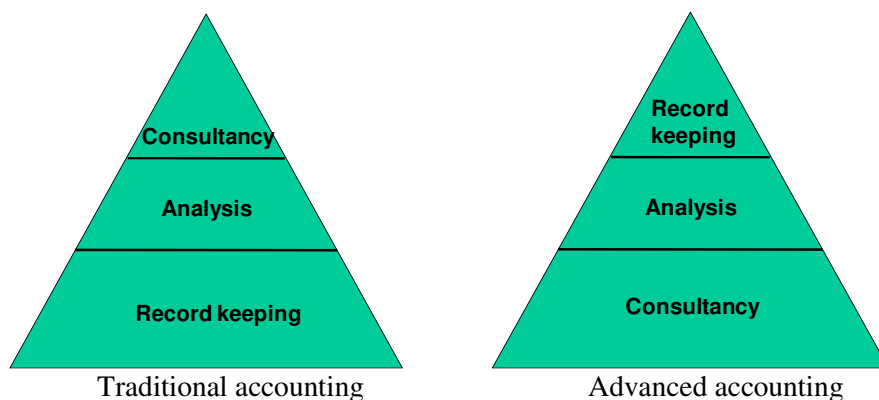 Consultancy
Analysis
Record keeping
Traditional accounting
Record
keeping
Analysis
Consultancy
Advanced accounting